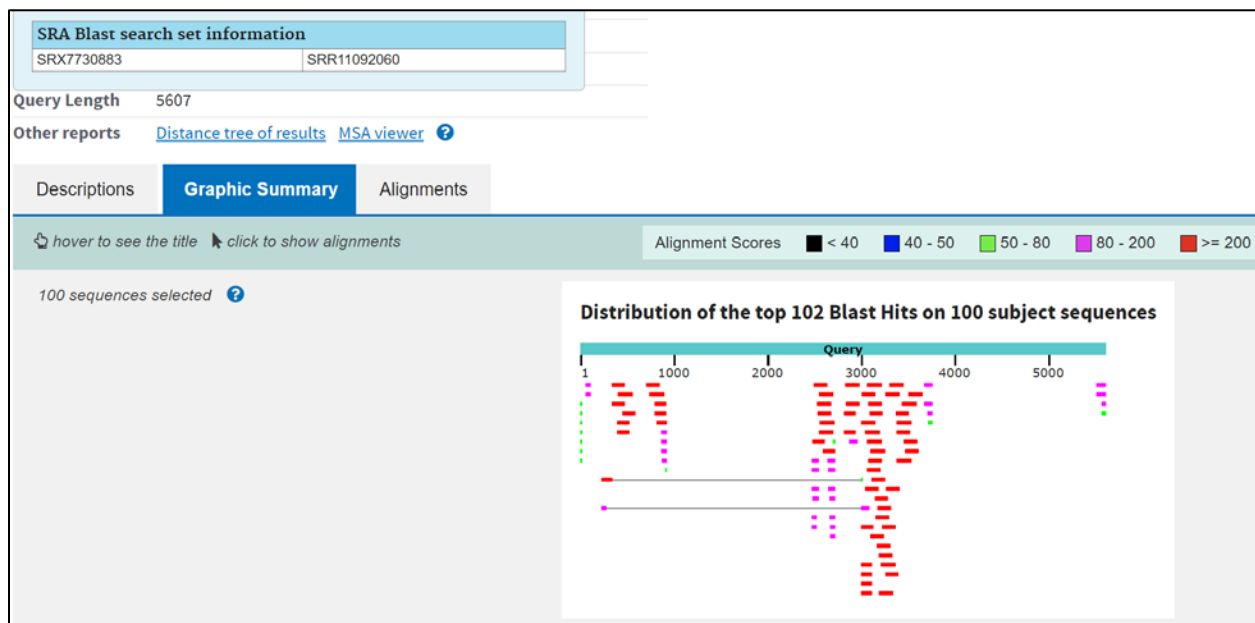 SRA Blast search set information
SRX7730883 SRR11092060
Query Length 5607
Other reports Distance tree of results MSA viewer ?
Descriptions Graphic Summary Alignments
hover to see the title click to show alignments Alignment Scores < 40 40 - 50 50 - 80 80 - 200 >= 200
100 sequences selected ?
Distribution of the top 102 Blast Hits on 100 subject sequences
Query
1 1000 2000 3000 4000 5000